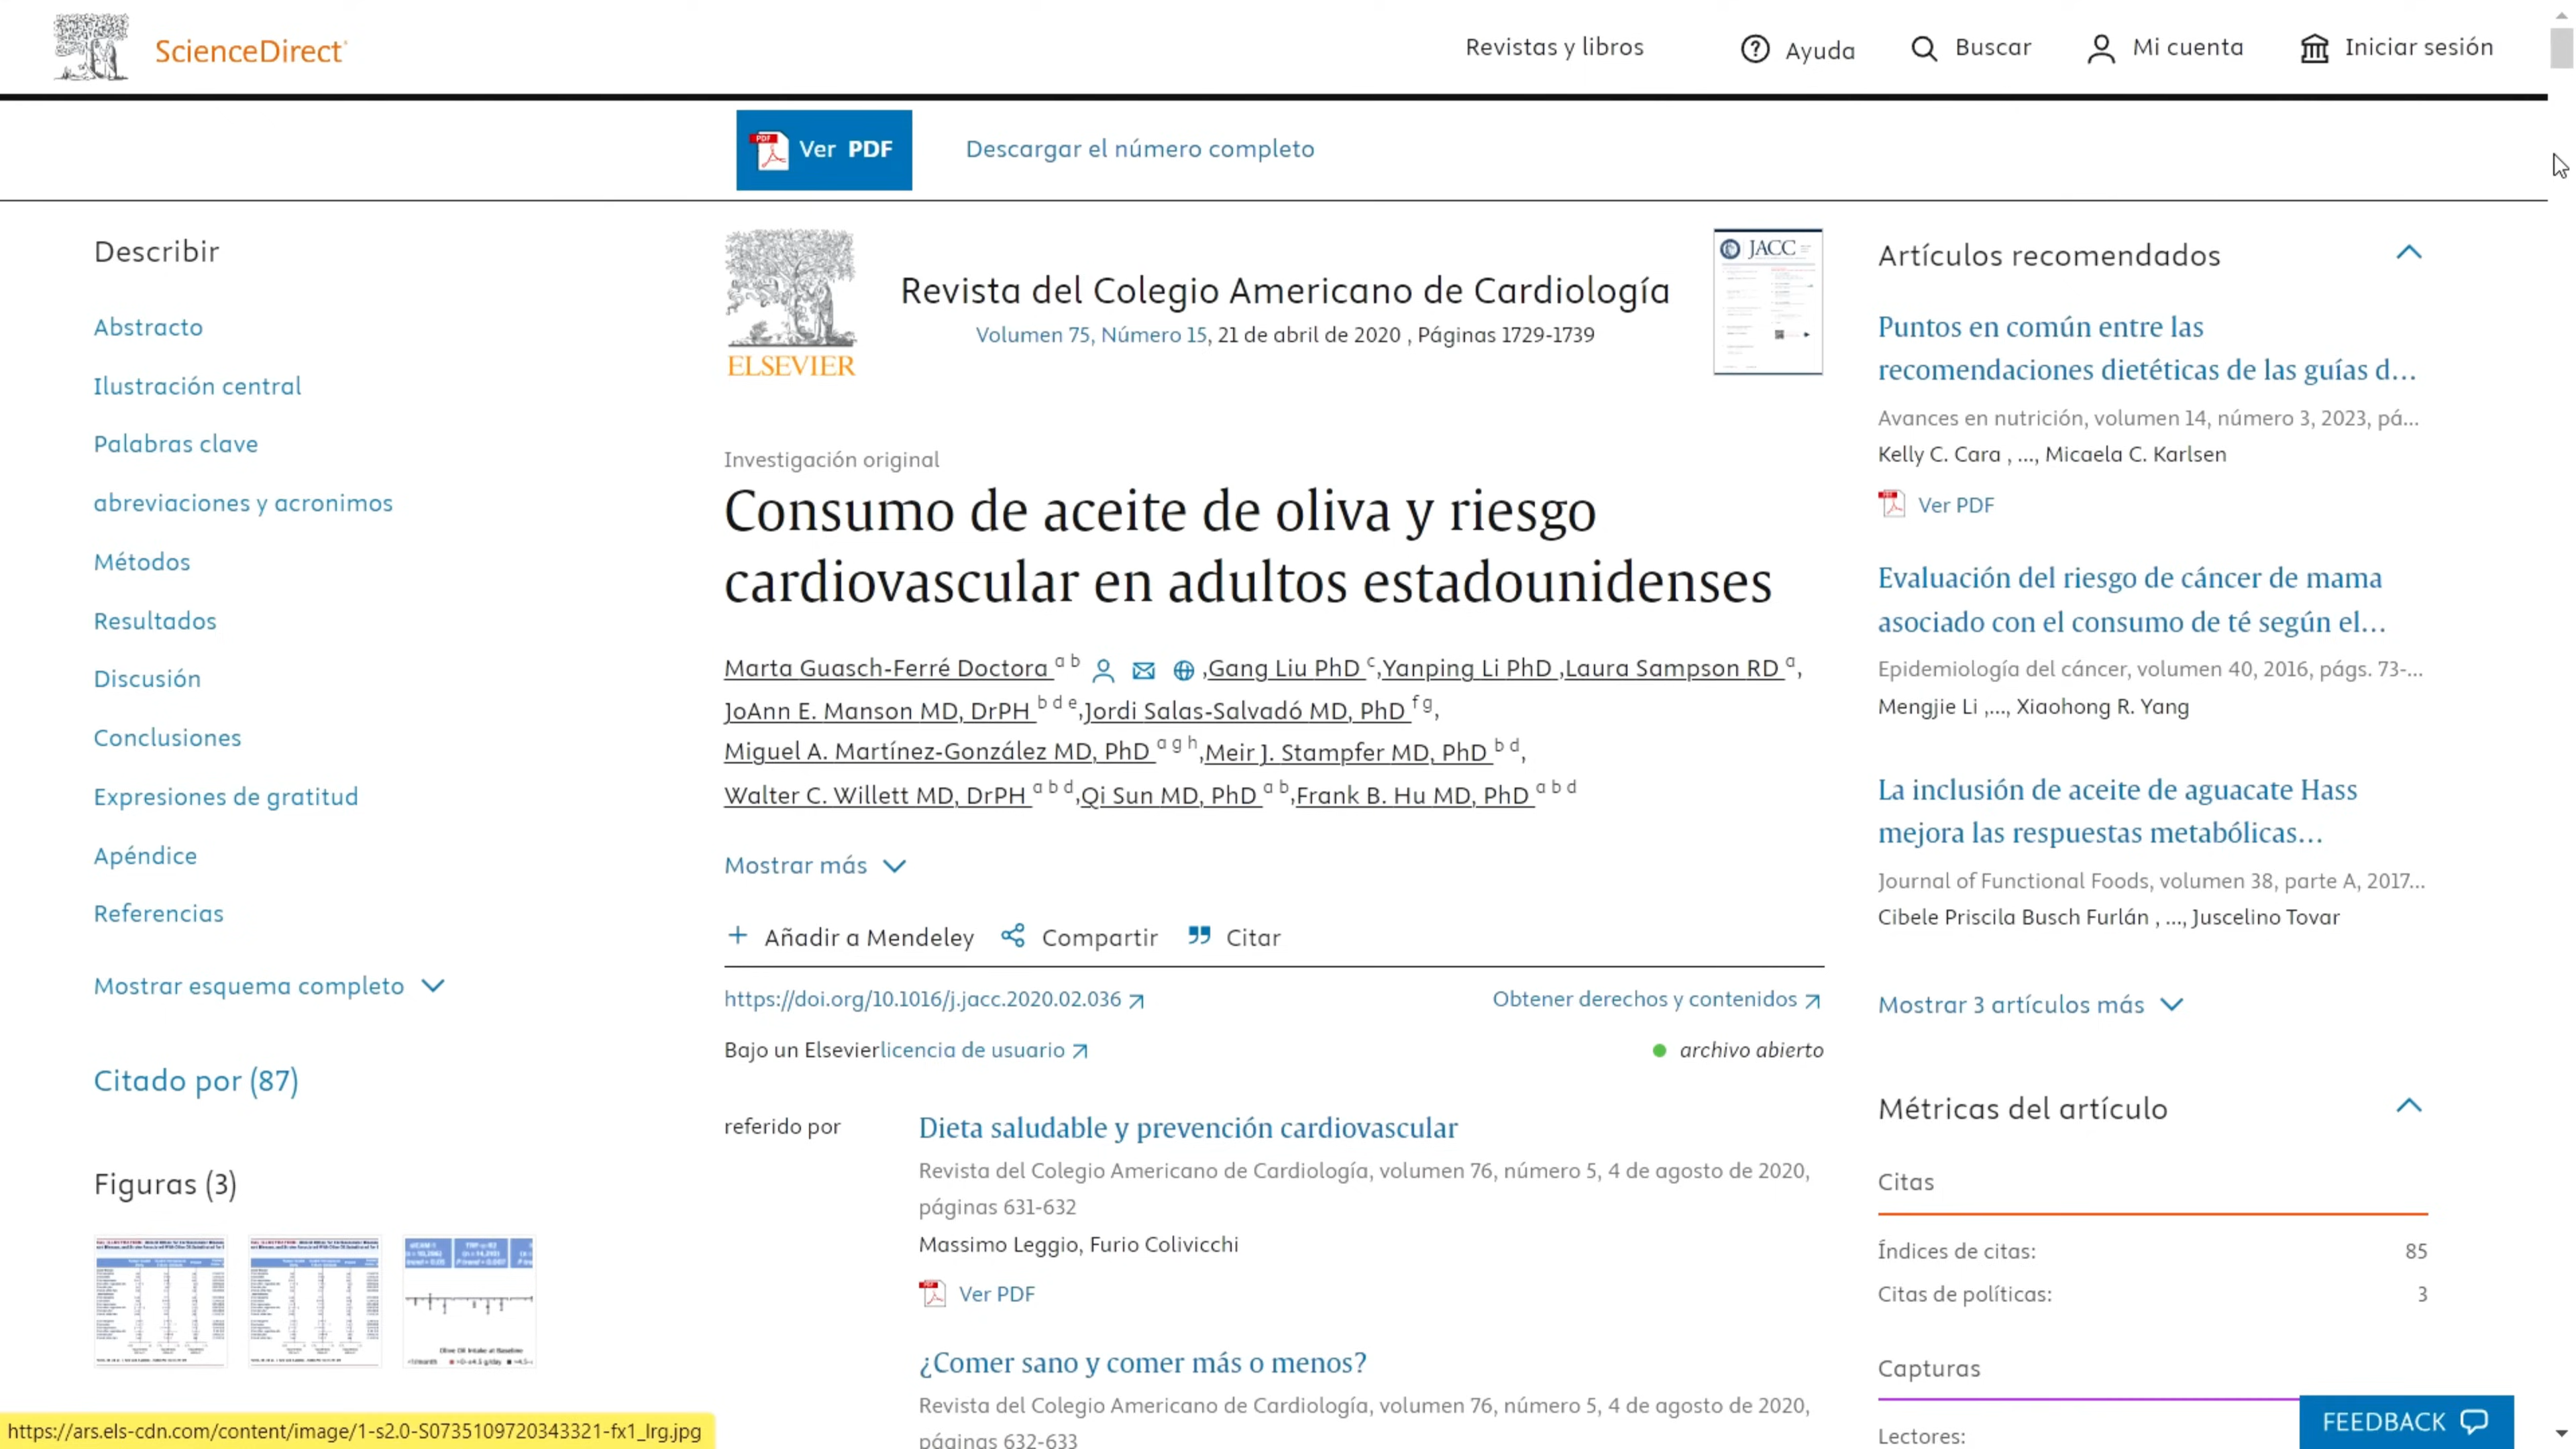 ScienceDirect
Revistas y libros
Ayuda
Buscar
Mi cuenta
Iniciar sesión
Ver PDF
Descargar el número completo
Describir
Abstracto
Ilustración central
Palabras clave
abreviaciones y acronimos
Métodos
Resultados
Discusión
Conclusiones
Expresiones de gratitud
Apéndice
Referencias
Mostrar esquema completo
Citado por (87)
Figuras (3)
ELSEVIER
Revista del Colegio Americano de Cardiología
Volumen 75, Número 15, 21 de abril de 2020 , Páginas 1729-1739
JACC
Investigación original
Consumo de aceite de oliva y riesgo
cardiovascular en adultos estadounidenses
Marta Guasch-Ferré Doctora a b ,Gang Liu PhD c,Yanping Li PhD ,Laura Sampson RD a,
JoAnn E. Manson MD, DrPH b d e,Jordi Salas-Salvadó MD, PhD f g,
Miguel A. Martínez-González MD, PhD a g h,Meir J. Stampfer MD, PhD b d,
Walter C. Willett MD, DrPH a b d,Qi Sun MD, PhD a b,Frank B. Hu MD, PhD a b d
Mostrar más
Añadir a Mendeley
Compartir
Citar
https://doi.org/10.1016/j.jacc.2020.02.036
Obtener derechos y contenidos
Bajo un Elsevierlicencia de usuario
archivo abierto
referido por
Dieta saludable y prevención cardiovascular
Revista del Colegio Americano de Cardiología, volumen 76, número 5, 4 de agosto de 2020,
páginas 631-632
Massimo Leggio, Furio Colivicchi
Ver PDF
¿Comer sano y comer más o menos?
Revista del Colegio Americano de Cardiología, volumen 76, número 5, 4 de agosto de 2020,
páginas 632-633
Artículos recomendados
Puntos en común entre las
recomendaciones dietéticas de las guías d...
Avances en nutrición, volumen 14, número 3, 2023, pá...
Kelly C. Cara , ..., Micaela C. Karlsen
Ver PDF
Evaluación del riesgo de cáncer de mama
asociado con el consumo de té según el...
Epidemiología del cáncer, volumen 40, 2016, págs. 73-...
Mengjie Li ,..., Xiaohong R. Yang
La inclusión de aceite de aguacate Hass
mejora las respuestas metabólicas...
Journal of Functional Foods, volumen 38, parte A, 2017...
Cibele Priscila Busch Furlán , ..., Juscelino Tovar
Mostrar 3 artículos más
Métricas del artículo
Citas
Índices de citas: 85
Citas de políticas: 3
Capturas
Lectores:
FEEDBACK
https://ars.els-cdn.com/content/image/1-s2.0-S0735109720343321-fx1_lrg.jpg